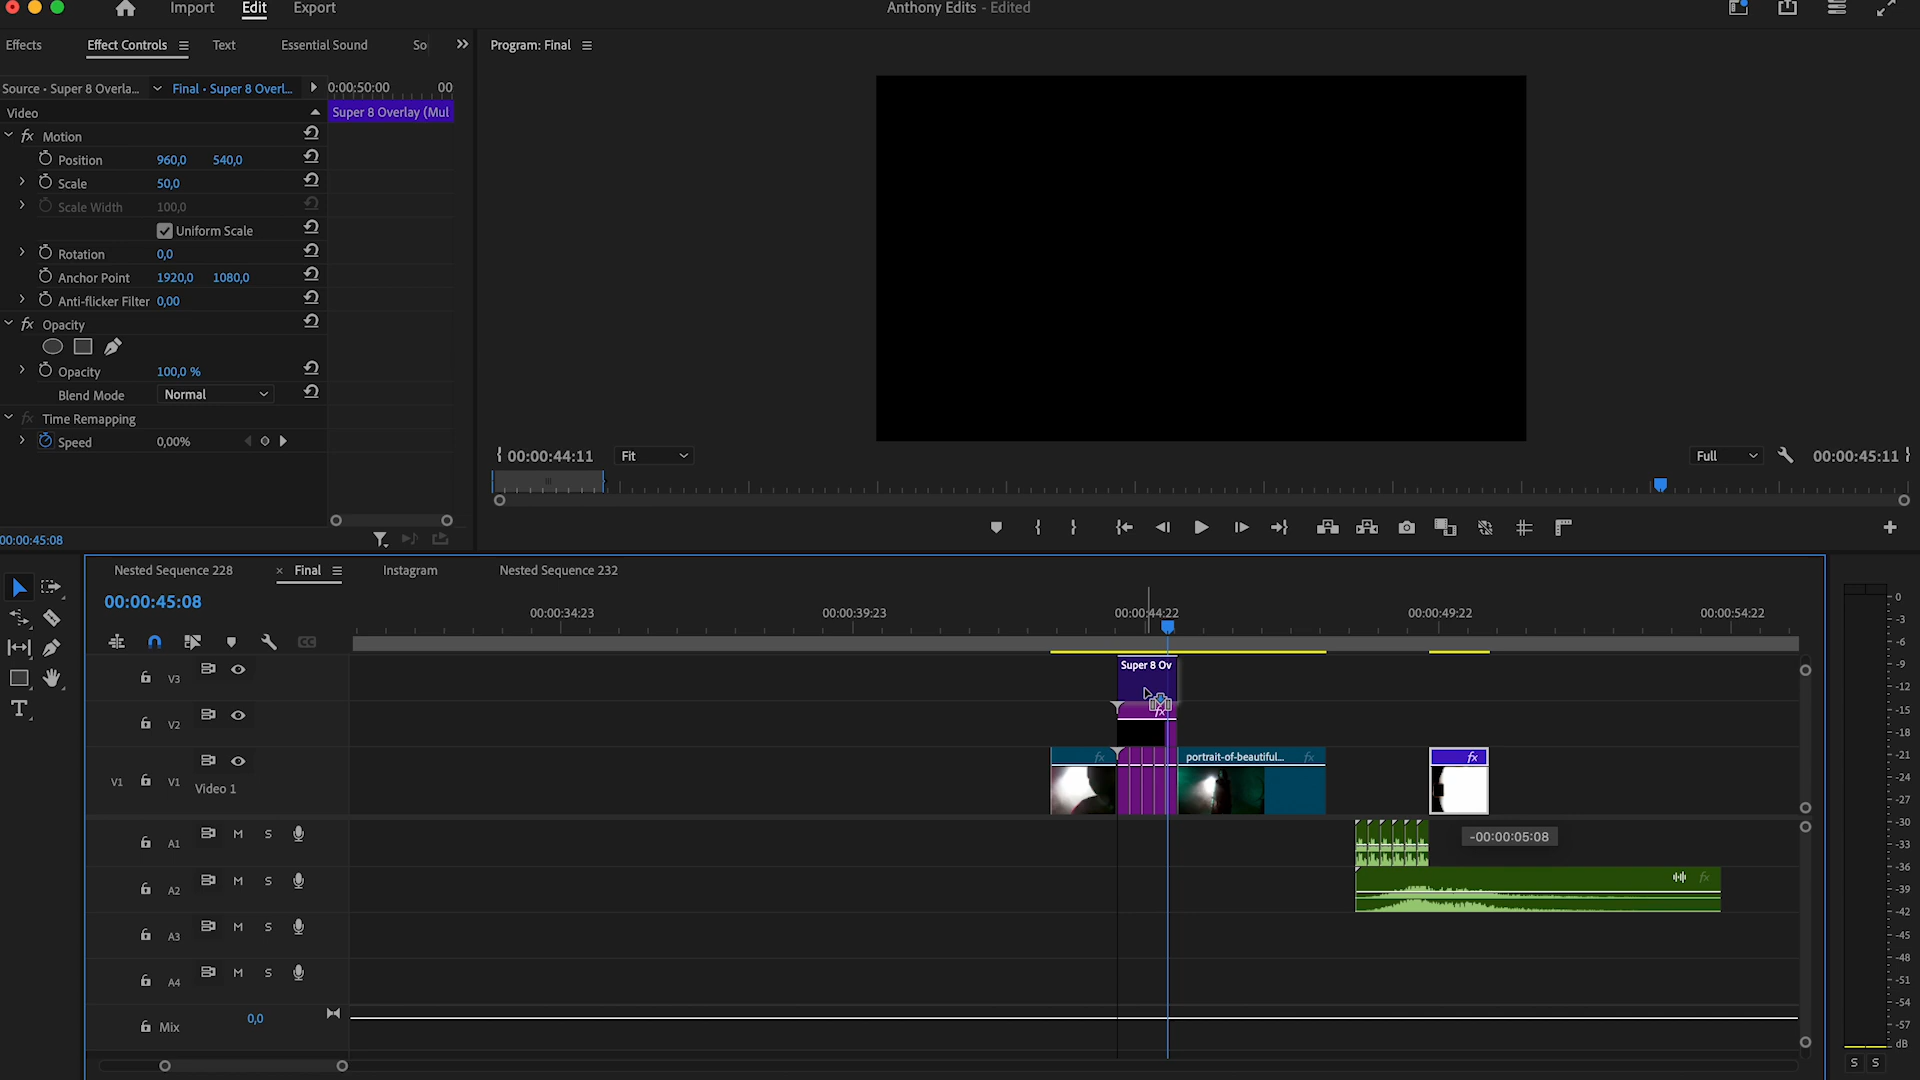 Import
Edit
Export
Anthony Edits - Edited
Effects
Effect Controls
Text
Essential Sound
So
Program: Final
Source • Super 8 Overla...
Final • Super 8 Overl...
0:00:50:00
00
Video
Super 8 Overlay (Mul
fx Motion
Position 960,0 540,0
Scale 50,0
Scale Width 100,0
Uniform Scale
Rotation 0,0
Anchor Point 1920,0 1080,0
Anti-flicker Filter 0,00
fx Opacity
Opacity 100,0 %
Blend Mode Normal
fx Time Remapping
Speed 0,00%
00:00:44:11
Fit
Full
00:00:45:11
00:00:45:08
Nested Sequence 228
× Final
Instagram
Nested Sequence 232
00:00:45:08
00:00:34:23
00:00:39:23
00:00:44:22
00:00:49:22
00:00:54:22
CC
V3
Super 8 Ov
V2
fx
V1
V1
Video 1
fx
portrait-of-beautiful...
fx
fx
A1 M S
-00:00:05:08
A2 M S
fx
A3 M S
A4 M S
Mix 0,0
0
-3
-6
-9
-12
-15
-18
-21
-24
-27
-30
-33
-36
-39
-42
-45
-48
-51
-54
-57
dB
S S